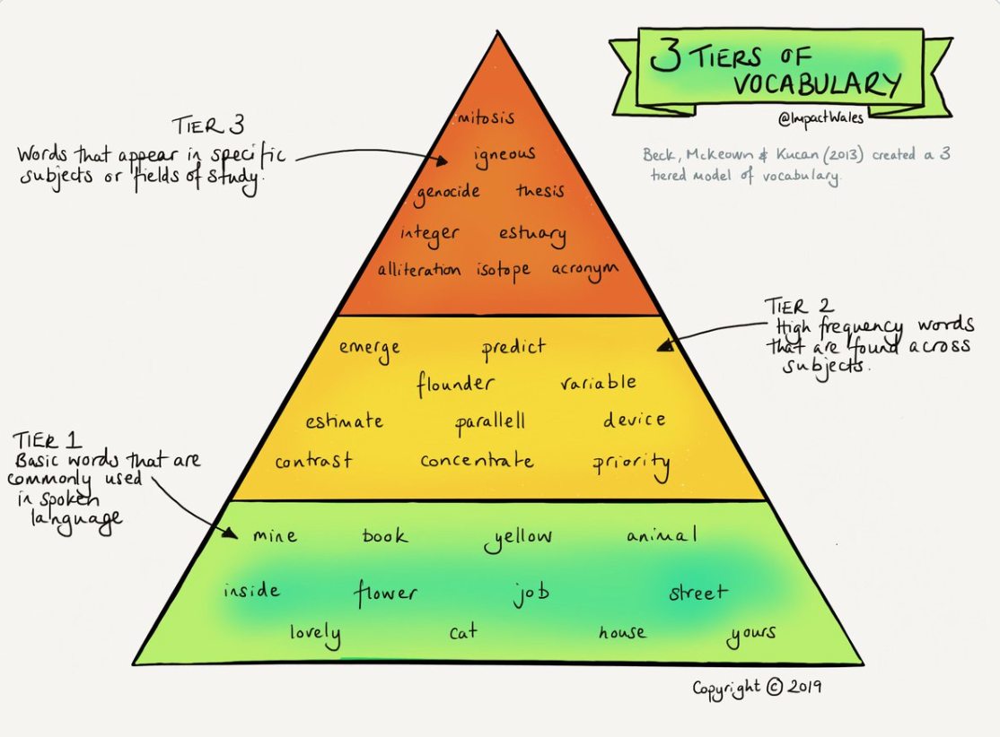 3 TIERS OF
VOCABULARY
@ImpactWales
Beck, McKeown & Kucan (2013) created a 3
tiered model of vocabulary.
TIER 3
Words that appear in specific
subjects or fields of study.
mitosis
igneous
genocide thesis
integer estuary
alliteration isotope acronym
TIER 2
High frequency words
that are found across
subjects.
emerge predict
flounder variable
estimate parallell device
contrast concentrate priority
TIER 1
Basic words that are
commonly used
in spoken
language
mine book yellow animal
inside flower job street
lovely cat house yours
Copyright © 2019